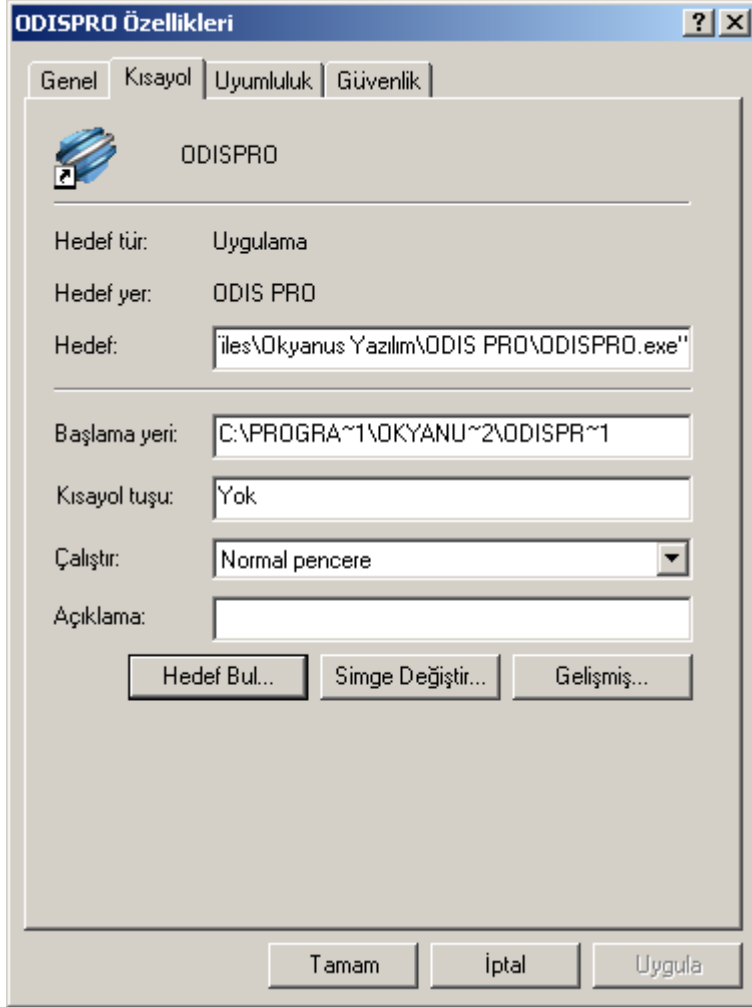 ODISPRO Özellikleri
Genel Kısayol Uyumluluk Güvenlik
ODISPRO
Hedef tür: Uygulama
Hedef yer: ODIS PRO
Hedef: iles\Okyanus Yazılım\ODIS PRO\ODISPRO.exe"
Başlama yeri: C:\PROGRA~1\OKYANU~2\ODISPR~1
Kısayol tuşu: Yok
Çalıştır: Normal pencere
Açıklama:
Hedef Bul... Simge Değiştir... Gelişmiş...
Tamam İptal Uygula